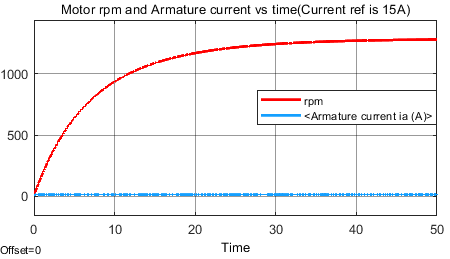 Motor rpm and Armature current vs time(Current ref is 15A)
1000
rpm
<Armature current ia (A)>
500
0
0 10 20 30 40 50
Time
Offset=0